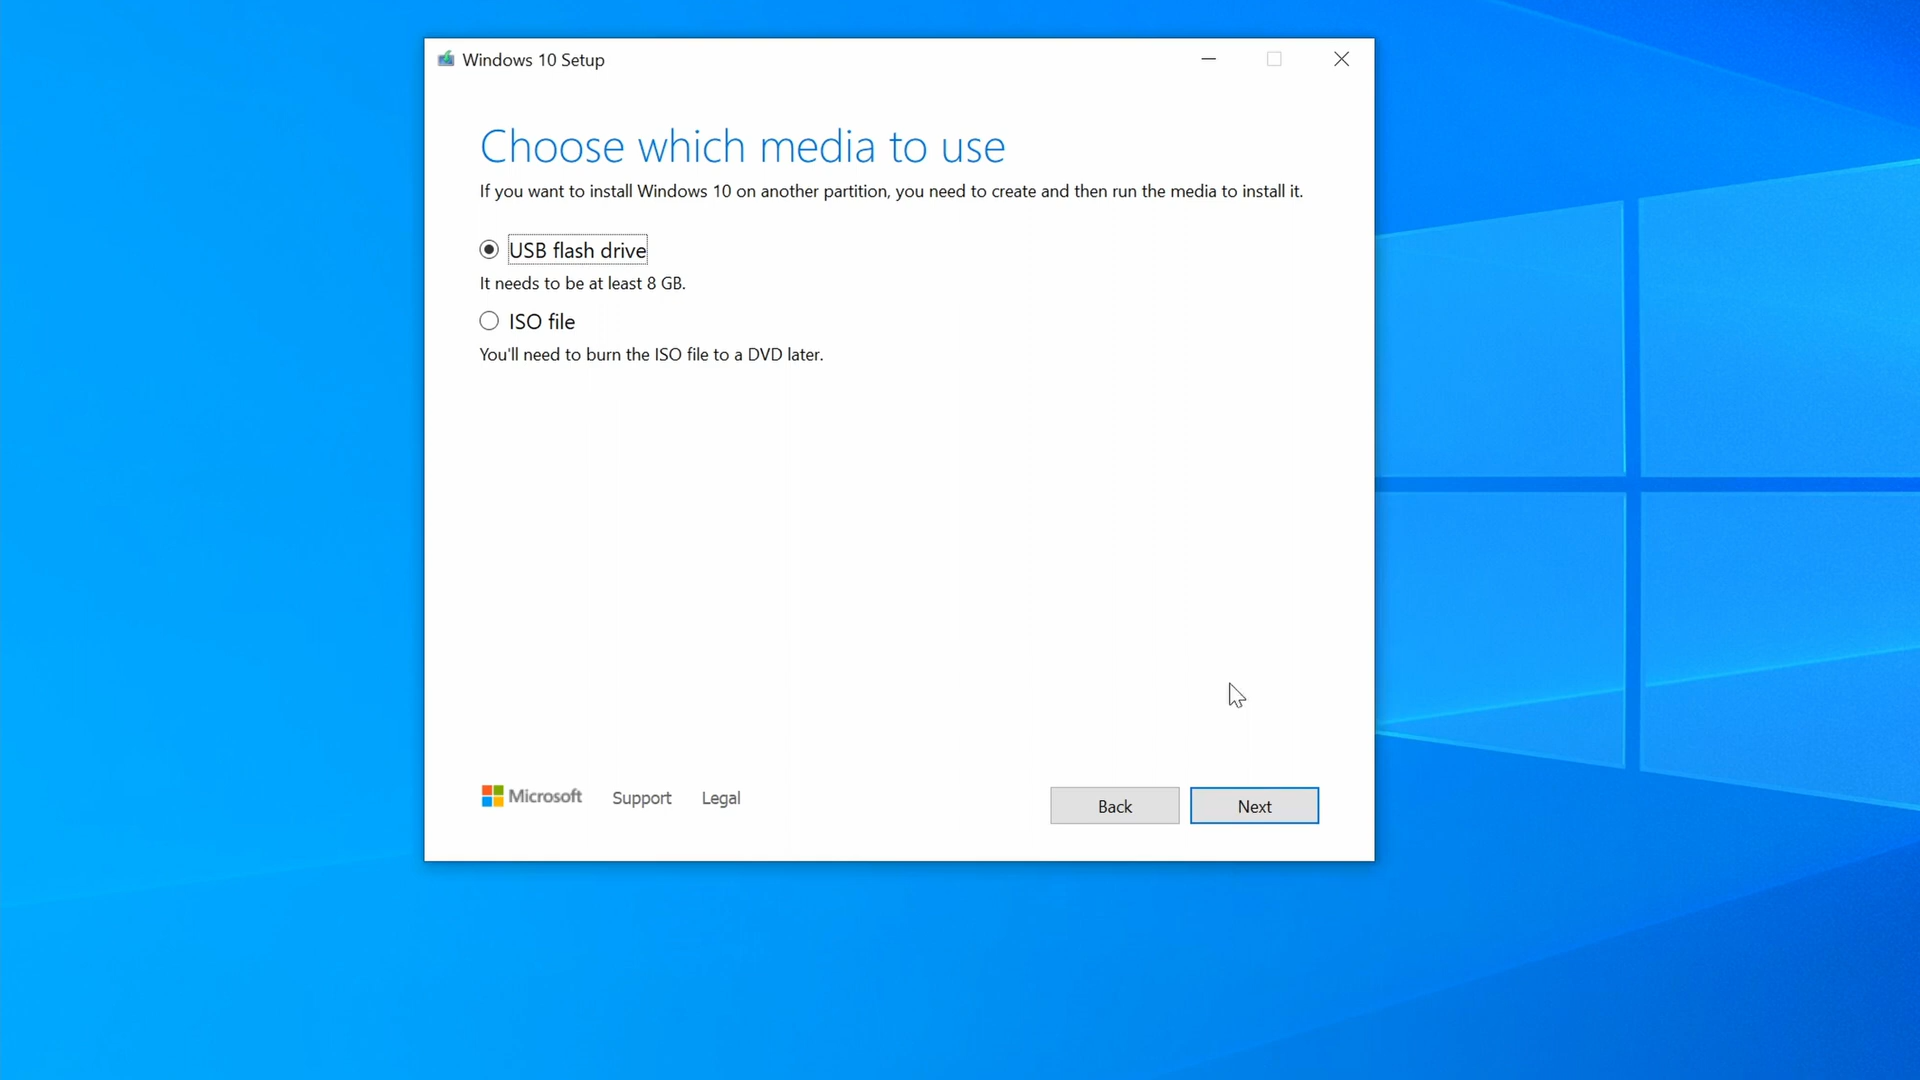 Windows 10 Setup
Choose which media to use
If you want to install Windows 10 on another partition, you need to create and then run the media to install it.
USB flash drive
It needs to be at least 8 GB.
ISO file
You'll need to burn the ISO file to a DVD later.
Microsoft Support Legal Back Next